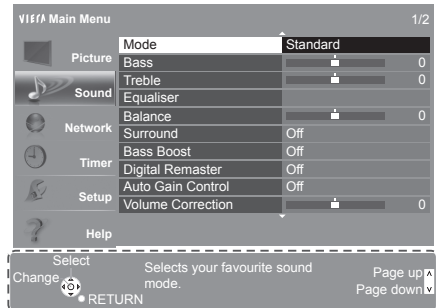 VIERA Main Menu 1/2
Picture
Sound
Network
Timer
Setup
Help
Mode Standard
Bass 0
Treble 0
Equaliser
Balance 0
Surround Off
Bass Boost Off
Digital Remaster Off
Auto Gain Control Off
Volume Correction 0
Select
Change
RETURN
Selects your favourite sound
mode.
Page up
Page down